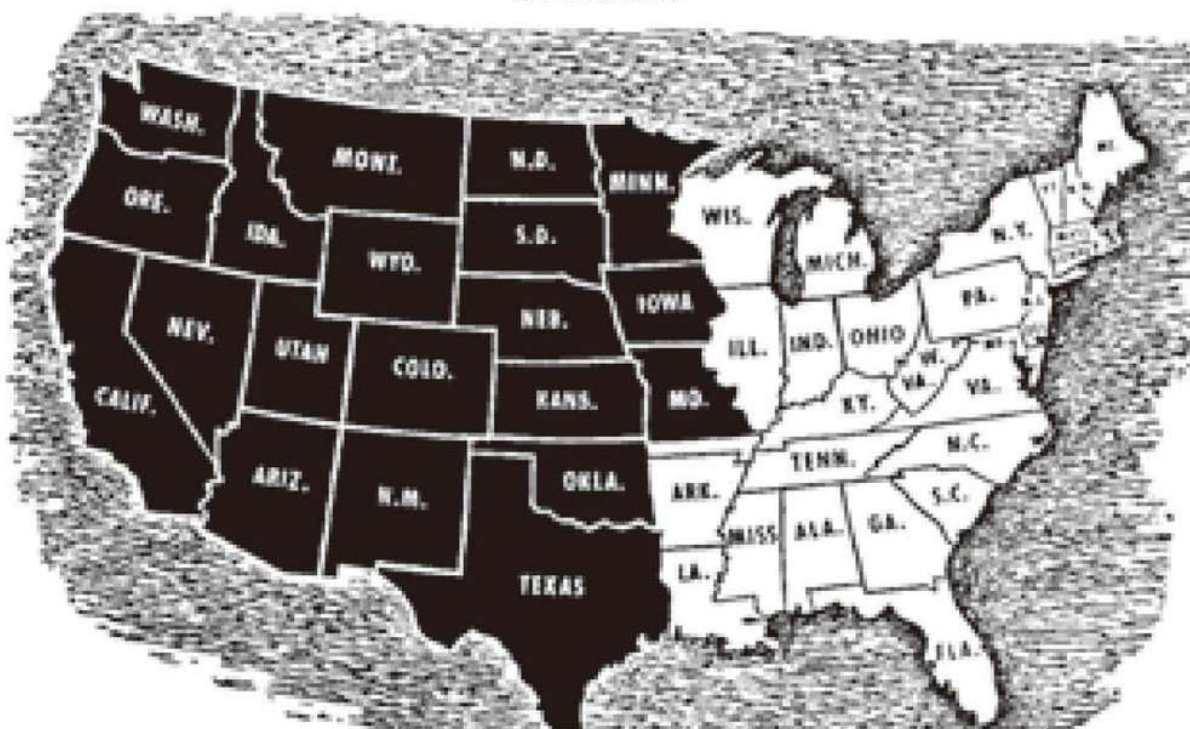 WASH.
MONT.
N.D.
MINN.
ORE.
IDA.
S.D.
WIS.
N.Y.
WYO.
MICH.
NEB.
IOWA
PA.
NEV.
UTAH
COLO.
ILL.
IND.
OHIO
W.
VA.
VA.
CALIF.
KANS.
MO.
KY.
N.C.
ARIZ.
N.M.
OKLA.
ARK.
TENN.
S.C.
MISS
ALA.
GA.
TEXAS
LA.
FLA.